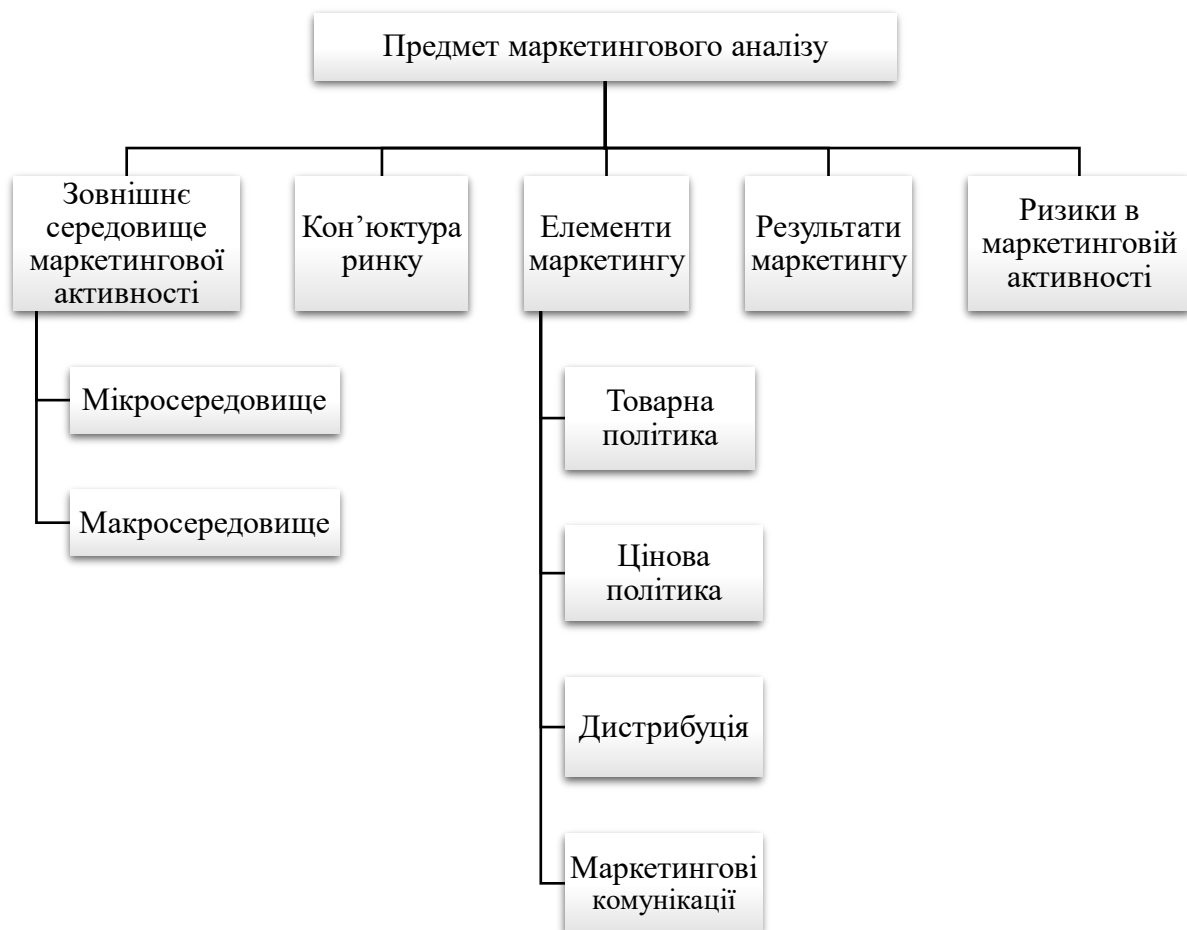 Предмет маркетингового аналізу
Зовнішнє
середовище
маркетингової
активності
Кон’юктура
ринку
Елементи
маркетингу
Результати
маркетингу
Ризики в
маркетинговій
активності
Мікросередовище
Макросередовище
Товарна
політика
Цінова
політика
Дистрибуція
Маркетингові
комунікації